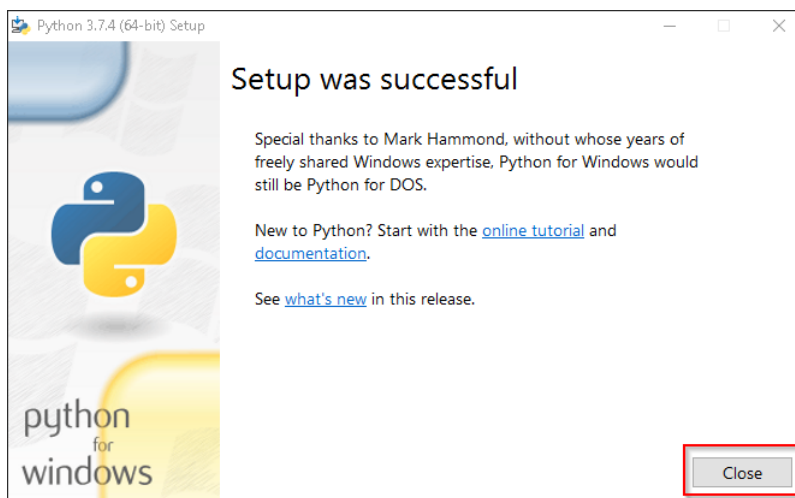 Python 3.7.4 (64-bit) Setup
Setup was successful
Special thanks to Mark Hammond, without whose years of
freely shared Windows expertise, Python for Windows would
still be Python for DOS.
New to Python? Start with the online tutorial and
documentation.
See what's new in this release.
python
for
windows
Close